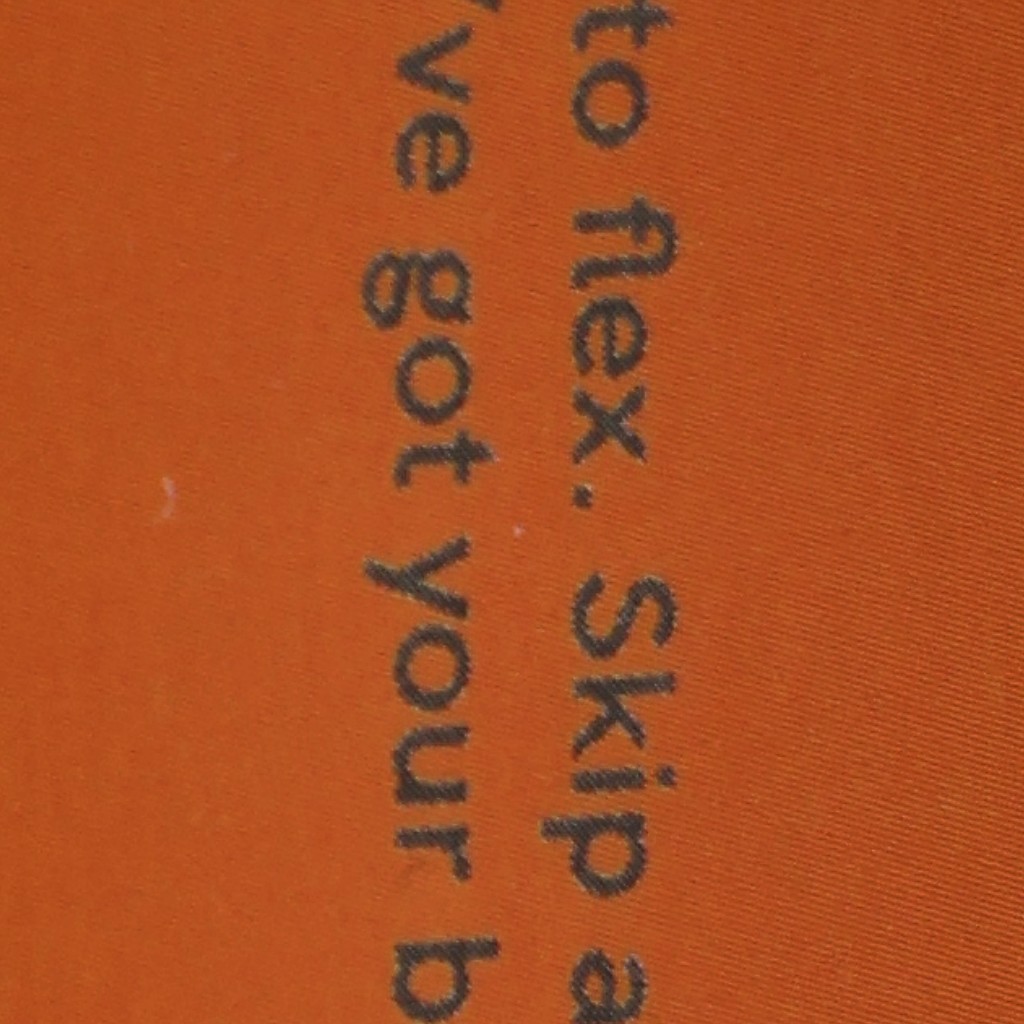 to flex. Skip a
've got your b